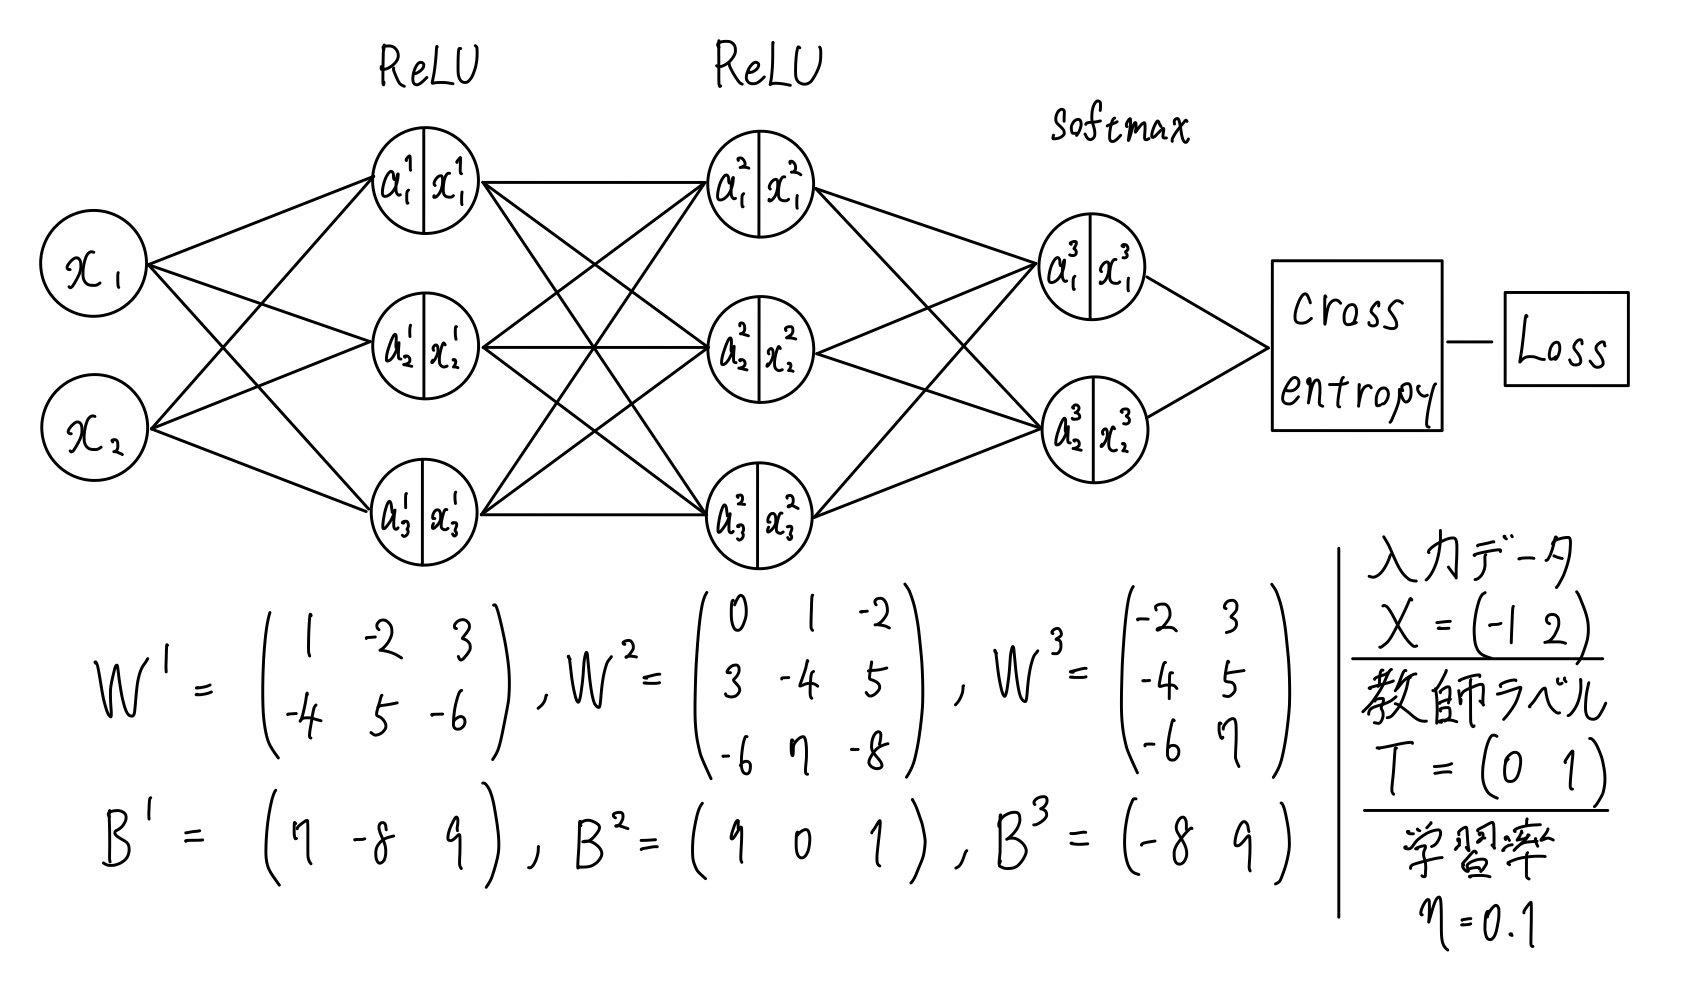 ReLU ReLU softmax
x₁ a₁¹ x₁¹ a₁² x₁² a₁³ x₁³
x₂ a₂¹ x₂¹ a₂² x₂² a₂³ x₂³
a₃¹ x₃¹ a₃² x₃²
cross
entropy
Loss
W¹ = (1 -2 3
-4 5 -6)
, W² = (0 1 -2
3 -4 5
-6 7 -8)
, W³ = (-2 3
-4 5
-6 7)
B¹ = (7 -8 9), B² = (9 0 1), B³ = (-8 9)
入力データ
X = (-1 2)
教師ラベル
T = (0 1)
学習率
η=0.1